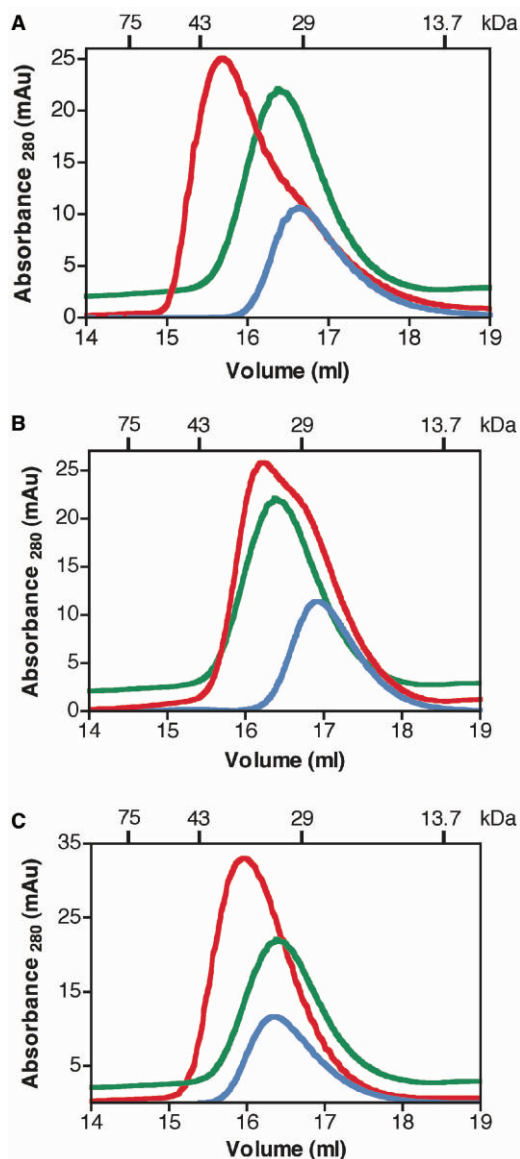 A 75 43 29 13.7 kDa
25
20
15
10
5
0
Absorbance 280 (mAu)
14 15 16 17 18 19
Volume (ml)
B 75 43 29 13.7 kDa
25
20
15
10
5
0
Absorbance 280 (mAu)
14 15 16 17 18 19
Volume (ml)
C 75 43 29 13.7 kDa
35
25
15
5
Absorbance 280 (mAu)
14 15 16 17 18 19
Volume (ml)